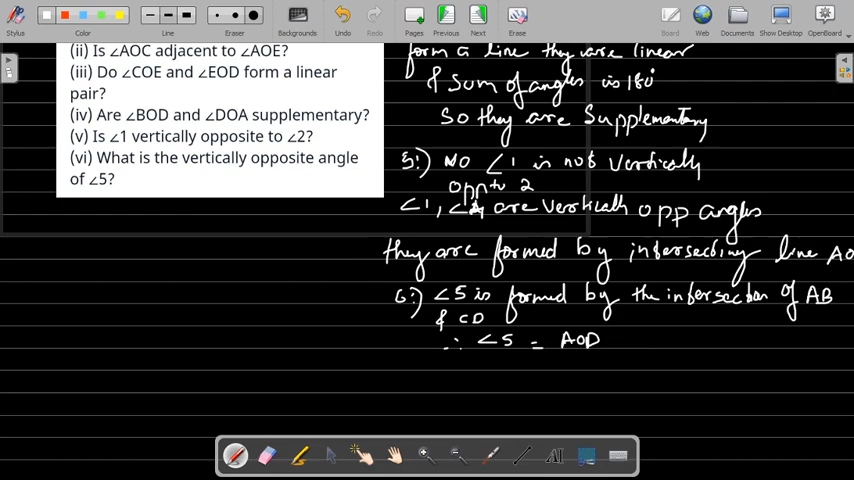 Stylus
Color
Line
Eraser
Backgrounds
Undo
Redo
Pages
Previous
Next
Erase
Board
Web
Documents
Show Desktop
OpenBoard
(ii) Is ∠AOC adjacent to ∠AOE?
(iii) Do ∠COE and ∠EOD form a linear
pair?
(iv) Are ∠BOD and ∠DOA supplementary?
(v) Is ∠1 vertically opposite to ∠2?
(vi) What is the vertically opposite angle
of ∠5?
form a line they are linear
& Sum of angles is 180°
So they are Supplementary
5:) No ∠1 is not vertically
opp to 2
∠1, ∠4 are vertically opp angles
they are formed by intersecting line AO
6:) ∠5 is formed by the intersection of AB
& CD
∴ ∠5 = AOD